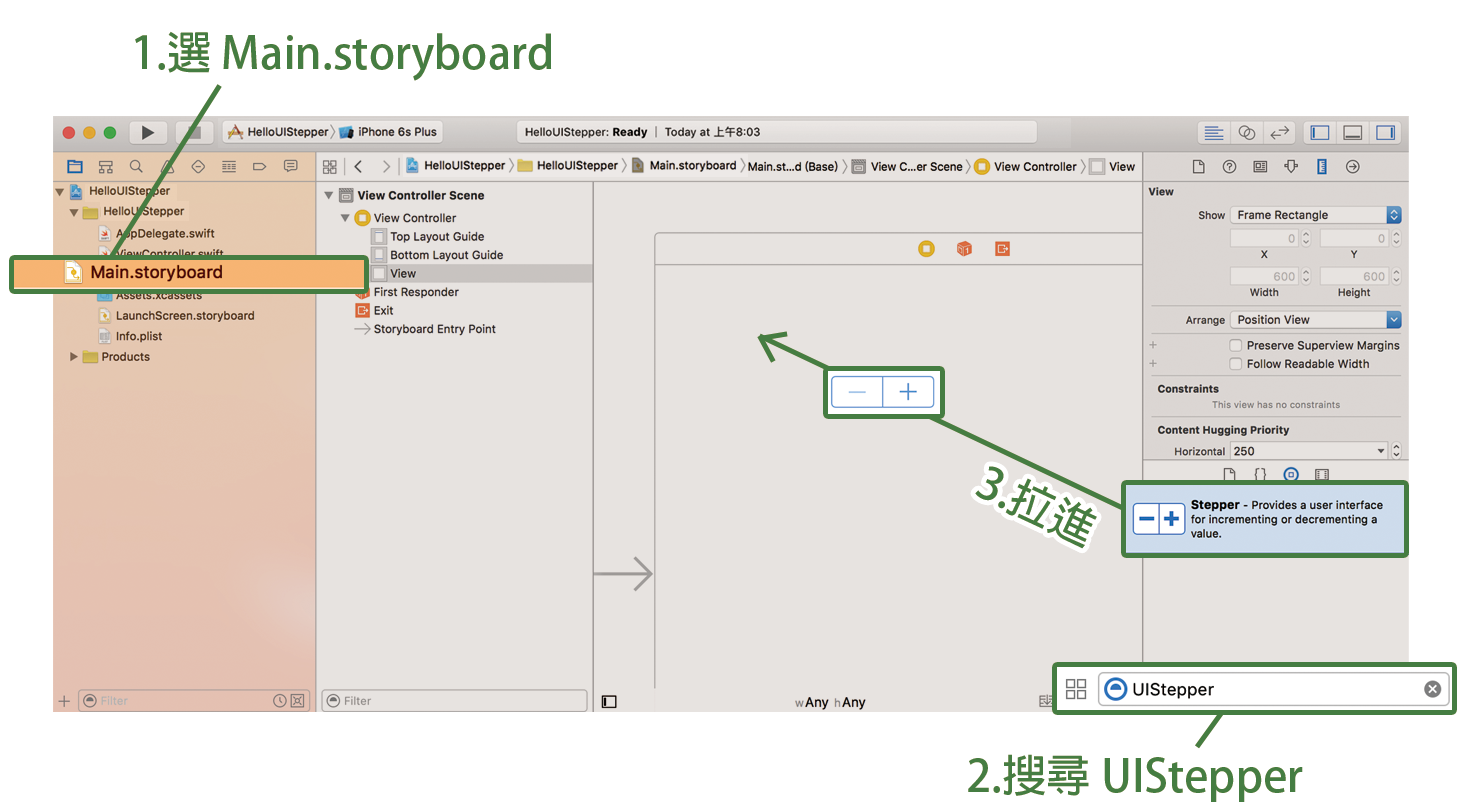 1.選 Main.storyboard
HelloUIStepper
iPhone 6s Plus
HelloUIStepper: Ready | Today at 上午8:03
HelloUIStepper
HelloUIStepper
Main.storyboard
Main.st...d (Base)
View C...er Scene
View Controller
View
HelloUIStepper
HelloUIStepper
AppDelegate.swift
ViewController.swift
Main.storyboard
Assets.xcassets
LaunchScreen.storyboard
Info.plist
Products
View Controller Scene
View Controller
Top Layout Guide
Bottom Layout Guide
View
First Responder
Exit
Storyboard Entry Point
View
Show Frame Rectangle
0 0
X Y
600 600
Width Height
Arrange Position View
Preserve Superview Margins
Follow Readable Width
Constraints
This view has no constraints
Content Hugging Priority
Horizontal 250
3.拉進
Stepper - Provides a user interface
for incrementing or decrementing a
value.
Filter
Filter
wAny hAny
UIStepper
2.搜尋 UIStepper